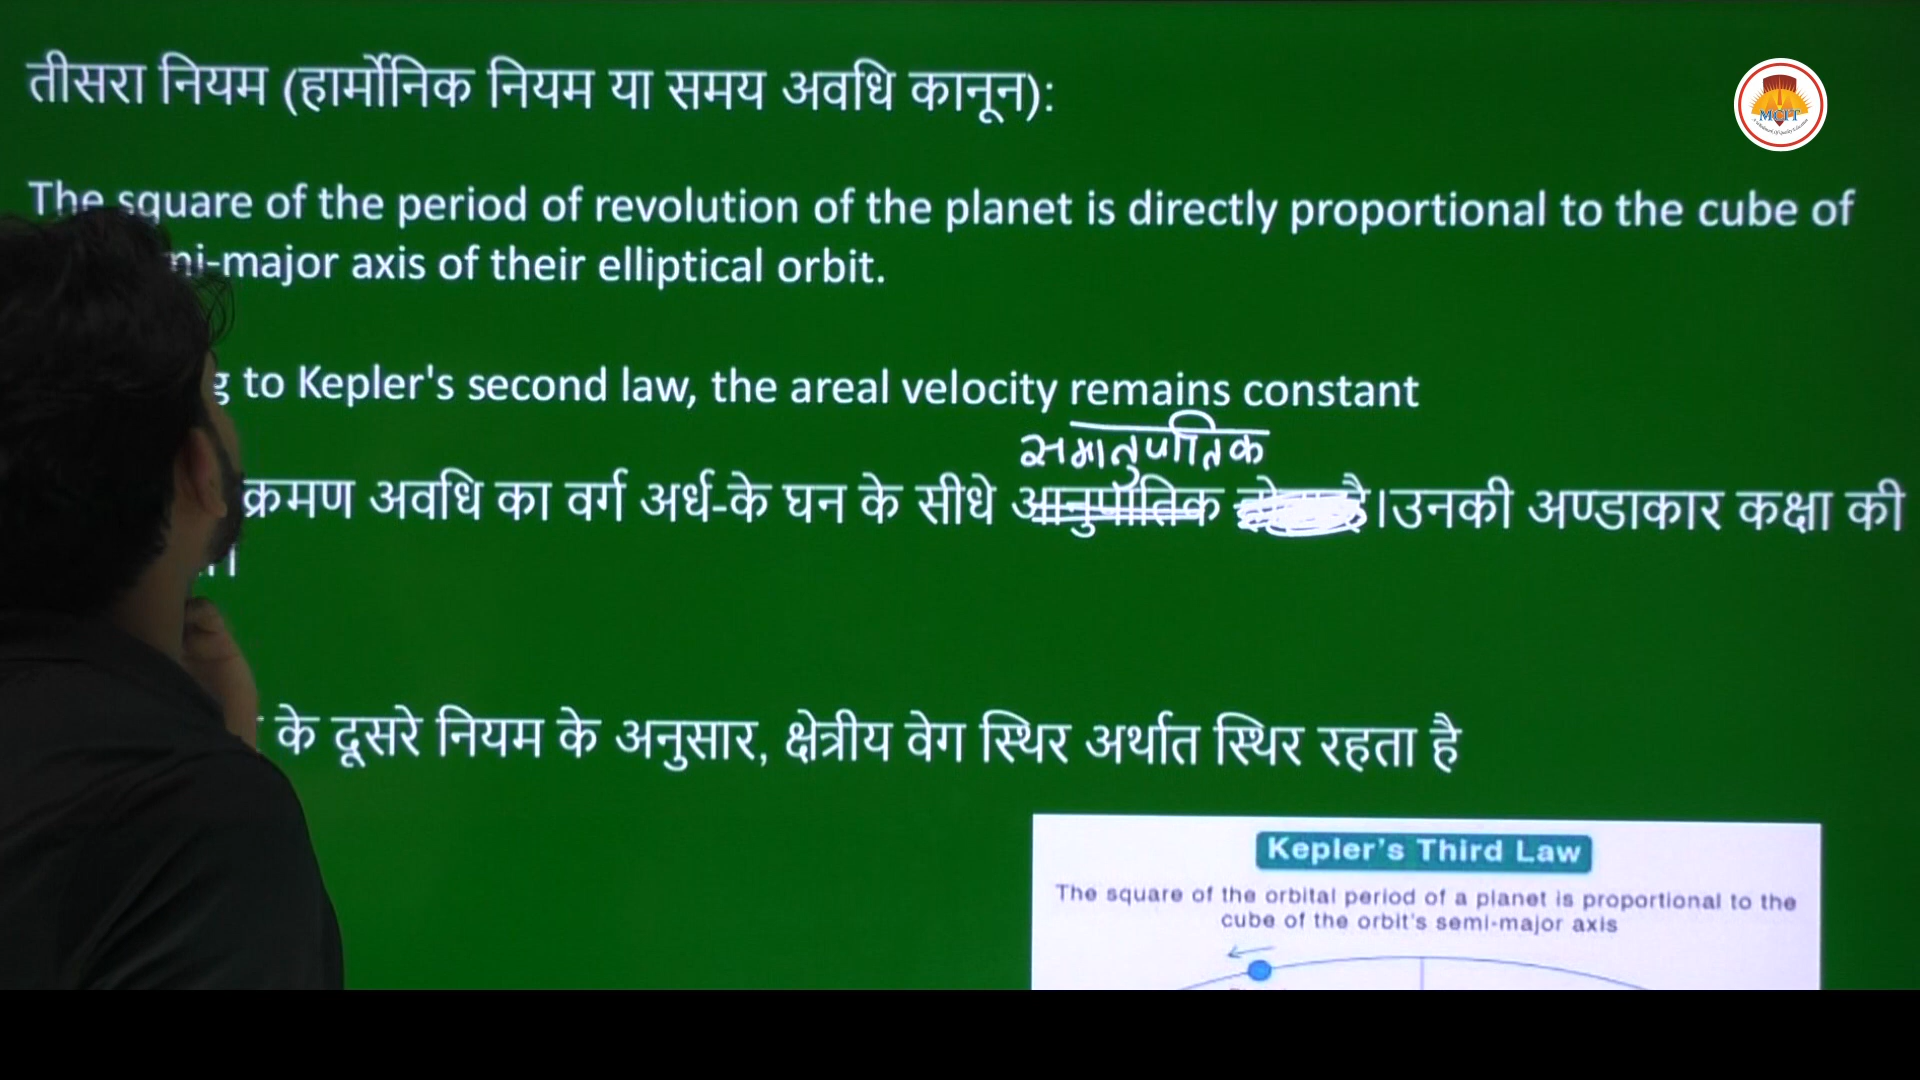 तीसरा नियम (हार्मोनिक नियम या समय अवधि कानून):
MCIT
The square of the period of revolution of the planet is directly proportional to the cube of
-major axis of their elliptical orbit.
to Kepler's second law, the areal velocity remains constant
समानुपातिक
क्रमण अवधि का वर्ग अर्ध-के घन के सीधे आनुपातिक है।उनकी अण्डाकार कक्षा की
के दूसरे नियम के अनुसार, क्षेत्रीय वेग स्थिर अर्थात स्थिर रहता है
Kepler's Third Law
The square of the orbital period of a planet is proportional to the
cube of the orbit's semi-major axis